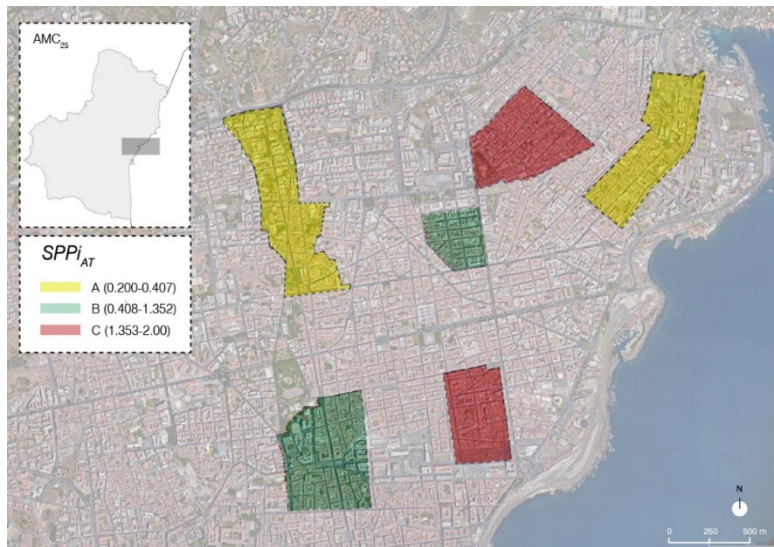 AMC25
SPPiAT
A (0.200-0.407)
B (0.408-1.352)
C (1.353-2.00)
N
0 250 500 m